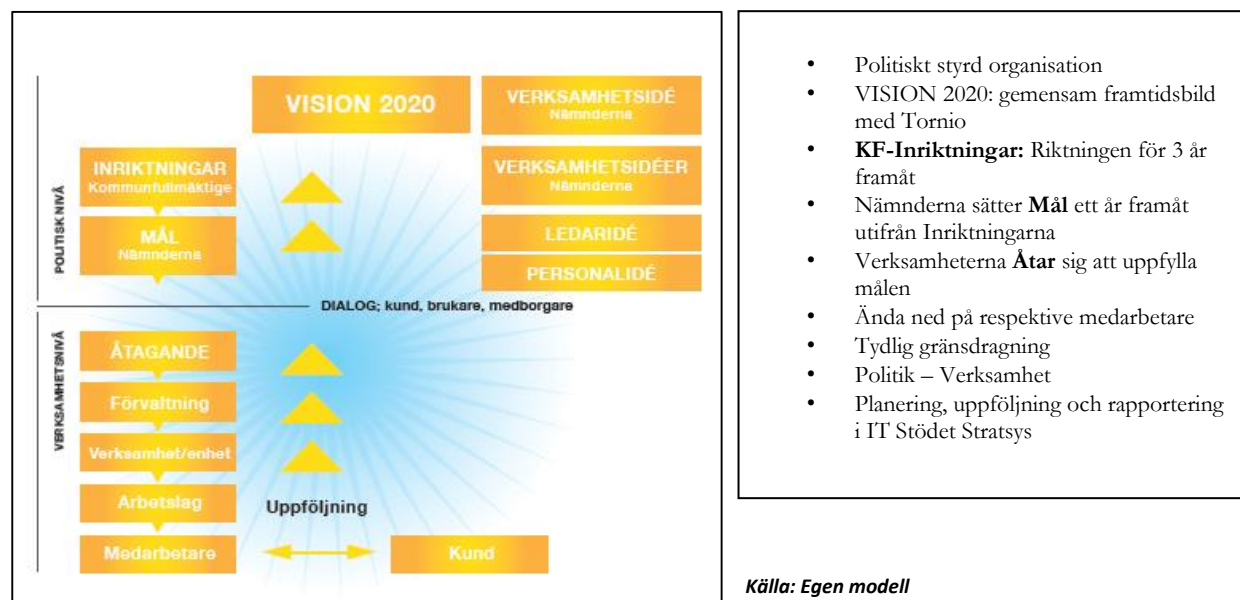 POLITISK NIVÅ
VISION 2020
VERKSAMHETSIDÉ
Nämnderna
INRIKTNINGAR
Kommunfullmäktige
VERKSAMHETSIDÉER
Nämnderna
MÅL
Nämnderna
LEDARIDÉ
PERSONALIDÉ
DIALOG; kund, brukare, medborgare
VERKSAMHETSNIVÅ
ÅTAGANDE
Förvaltning
Verksamhet/enhet
Arbetslag
Uppföljning
Medarbetare
Kund
• Politiskt styrd organisation
• VISION 2020: gemensam framtidsbild
med Tornio
• KF-Inriktningar: Riktningen för 3 år
framåt
• Nämnderna sätter Mål ett år framåt
utifrån Inriktningarna
• Verksamheterna Åtar sig att uppfylla
målen
• Ända ned på respektive medarbetare
• Tydlig gränsdragning
• Politik – Verksamhet
• Planering, uppföljning och rapportering
i IT Stödet Stratsys
Källa: Egen modell